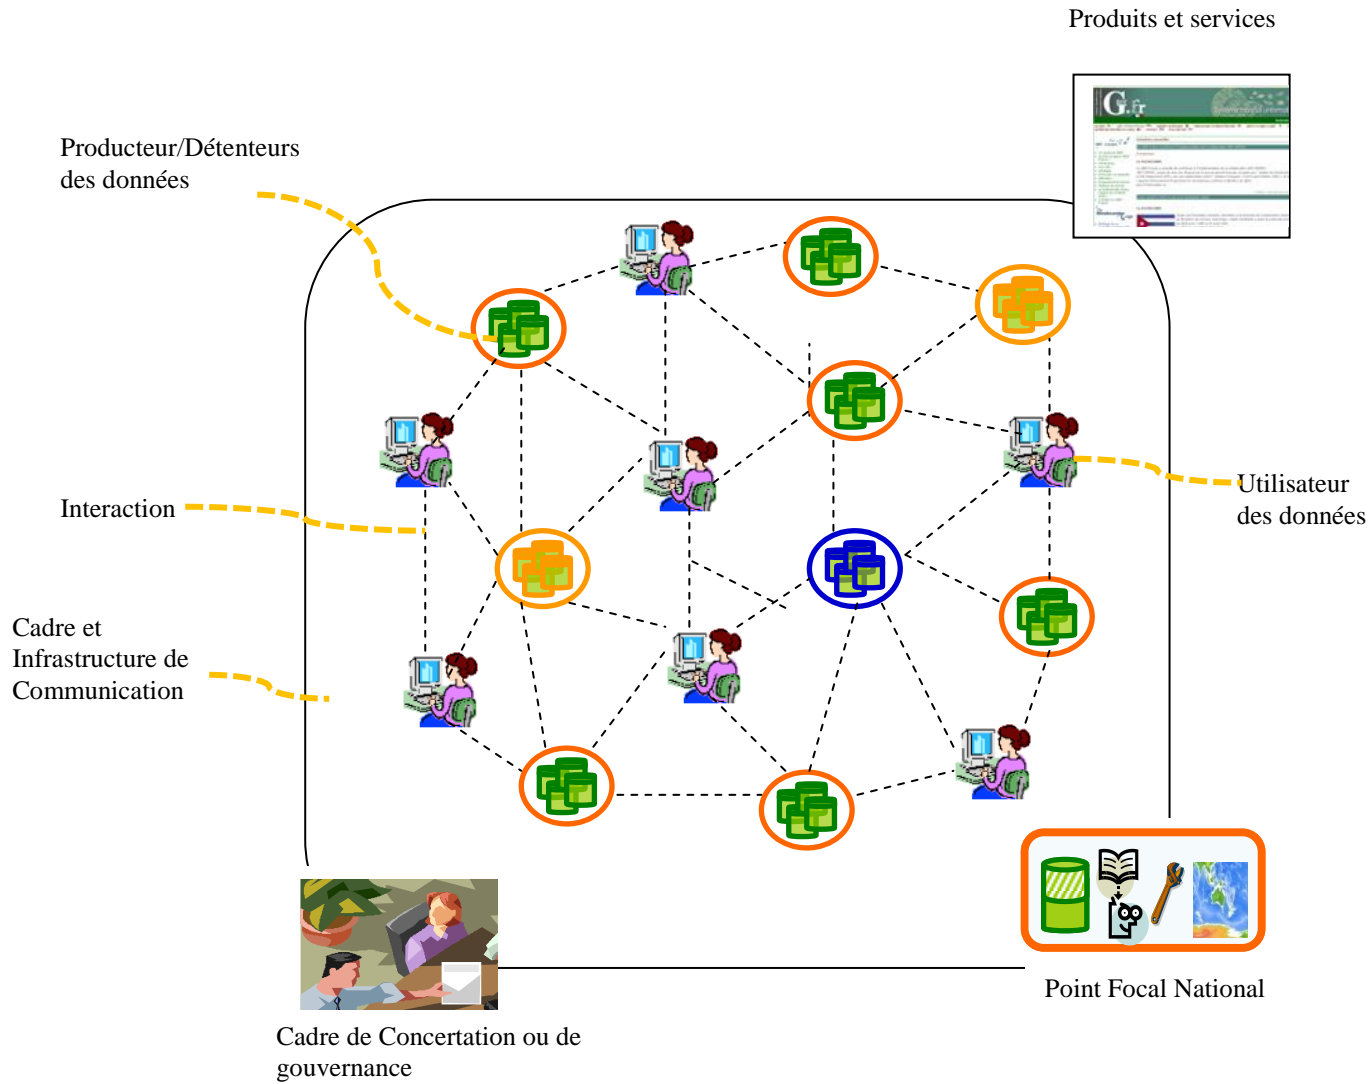 Produits et services
G
Fr
Producteur/Détenteurs
des données
Interaction
Utilisateur
des données
Cadre et
Infrastructure de
Communication
Point Focal National
Cadre de Concertation ou de
gouvernance